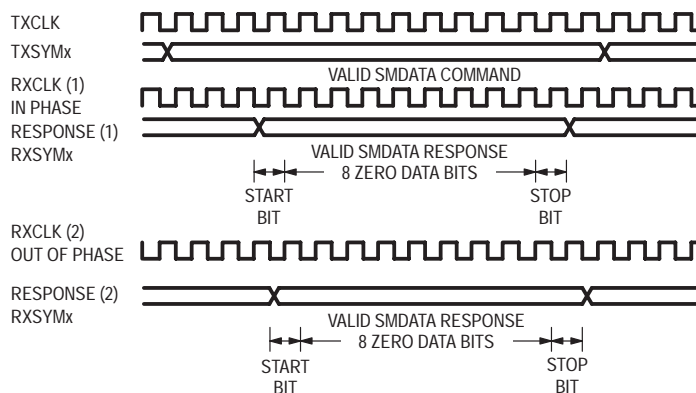 TXCLK
TXSYMx
VALID SMDATA COMMAND
RXCLK (1)
IN PHASE
RESPONSE (1)
RXSYMx
VALID SMDATA RESPONSE
8 ZERO DATA BITS
START
BIT
STOP
BIT
RXCLK (2)
OUT OF PHASE
RESPONSE (2)
RXSYMx
VALID SMDATA RESPONSE
8 ZERO DATA BITS
START
BIT
STOP
BIT